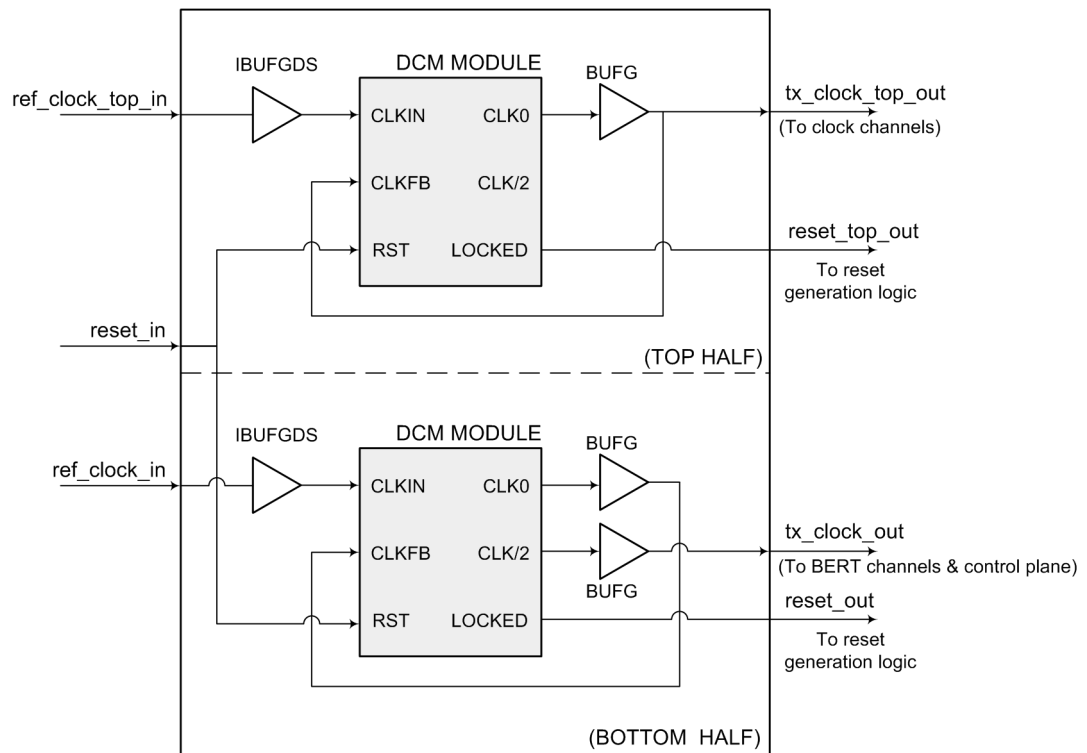 IBUFGDS
DCM MODULE
BUFG
ref_clock_top_in
CLKIN
CLK0
tx_clock_top_out
(To clock channels)
CLKFB
CLK/2
RST
LOCKED
reset_top_out
To reset
generation logic
reset_in
(TOP HALF)
IBUFGDS
DCM MODULE
BUFG
ref_clock_in
CLKIN
CLK0
CLKFB
CLK/2
BUFG
tx_clock_out
(To BERT channels & control plane)
RST
LOCKED
reset_out
To reset
generation logic
(BOTTOM HALF)